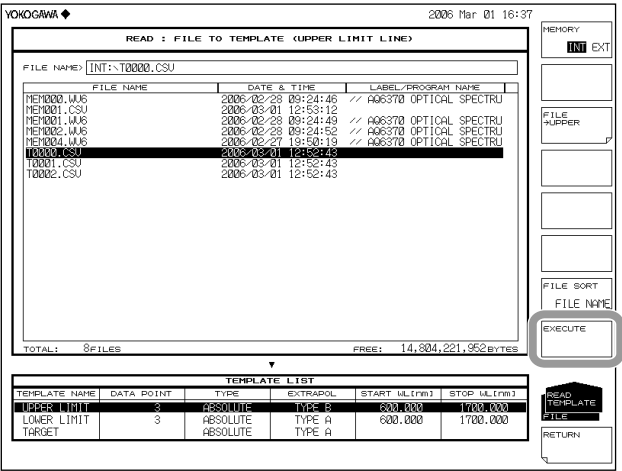 YOKOGAWA ◆ 2006 Mar 01 16:37
READ : FILE TO TEMPLATE (UPPER LIMIT LINE)
FILE NAME> INT:\T0000.CSV
FILE NAME DATE & TIME LABEL/PROGRAM NAME
MEM000.WV6 2006/02/28 09:24:46 // AQ6370 OPTICAL SPECTRU
MEM001.CSV 2006/03/01 12:53:12
MEM001.WV6 2006/02/28 09:24:49 // AQ6370 OPTICAL SPECTRU
MEM002.WV6 2006/02/28 09:24:52 // AQ6370 OPTICAL SPECTRU
MEM004.WV6 2006/02/27 19:50:19 // AQ6370 OPTICAL SPECTRU
T0000.CSV 2006/03/01 12:52:43
T0001.CSV 2006/03/01 12:52:43
T0002.CSV 2006/03/01 12:52:43
TOTAL: 8FILES FREE: 14,804,221,952BYTES
▼
TEMPLATE LIST
TEMPLATE NAME DATA POINT TYPE EXTRAPOL START WL[nm] STOP WL[nm]
UPPER LIMIT 3 ABSOLUTE TYPE B 600.000 1700.000
LOWER LIMIT 3 ABSOLUTE TYPE A 600.000 1700.000
TARGET ABSOLUTE TYPE A
MEMORY
INT EXT
FILE
→UPPER
FILE SORT
FILE NAME
EXECUTE
READ
TEMPLATE
FILE
RETURN